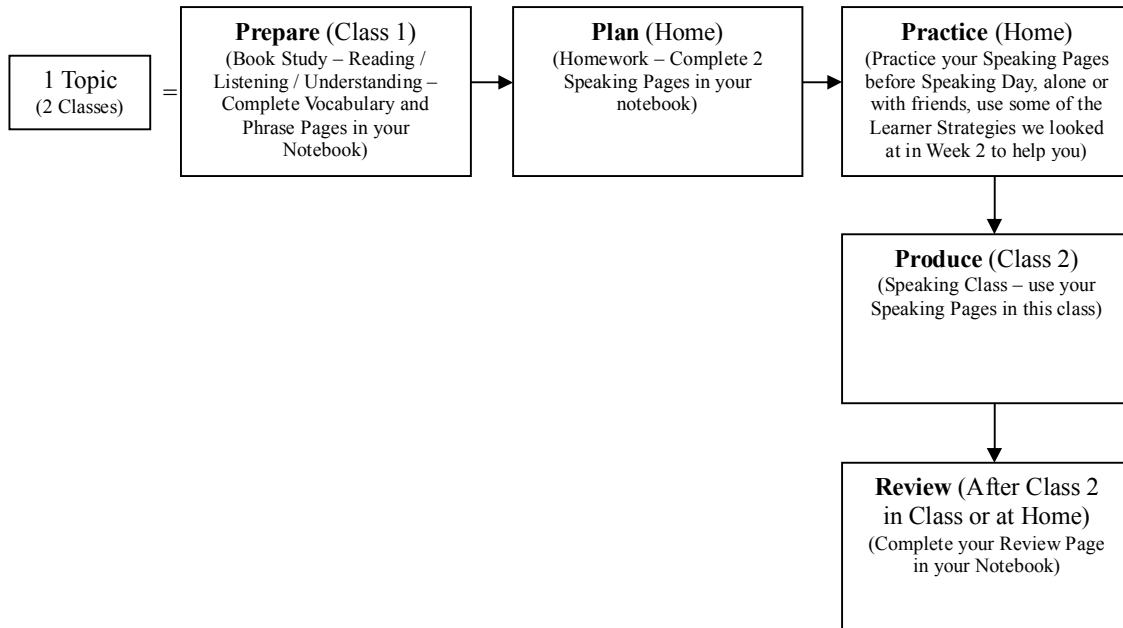 1 Topic
(2 Classes)
=
Prepare (Class 1)
(Book Study – Reading /
Listening / Understanding –
Complete Vocabulary and
Phrase Pages in your
Notebook)
Plan (Home)
(Homework – Complete 2
Speaking Pages in your
notebook)
Practice (Home)
(Practice your Speaking Pages
before Speaking Day, alone or
with friends, use some of the
Learner Strategies we looked
at in Week 2 to help you)
Produce (Class 2)
(Speaking Class – use your
Speaking Pages in this class)
Review (After Class 2
in Class or at Home)
(Complete your Review Page
in your Notebook)